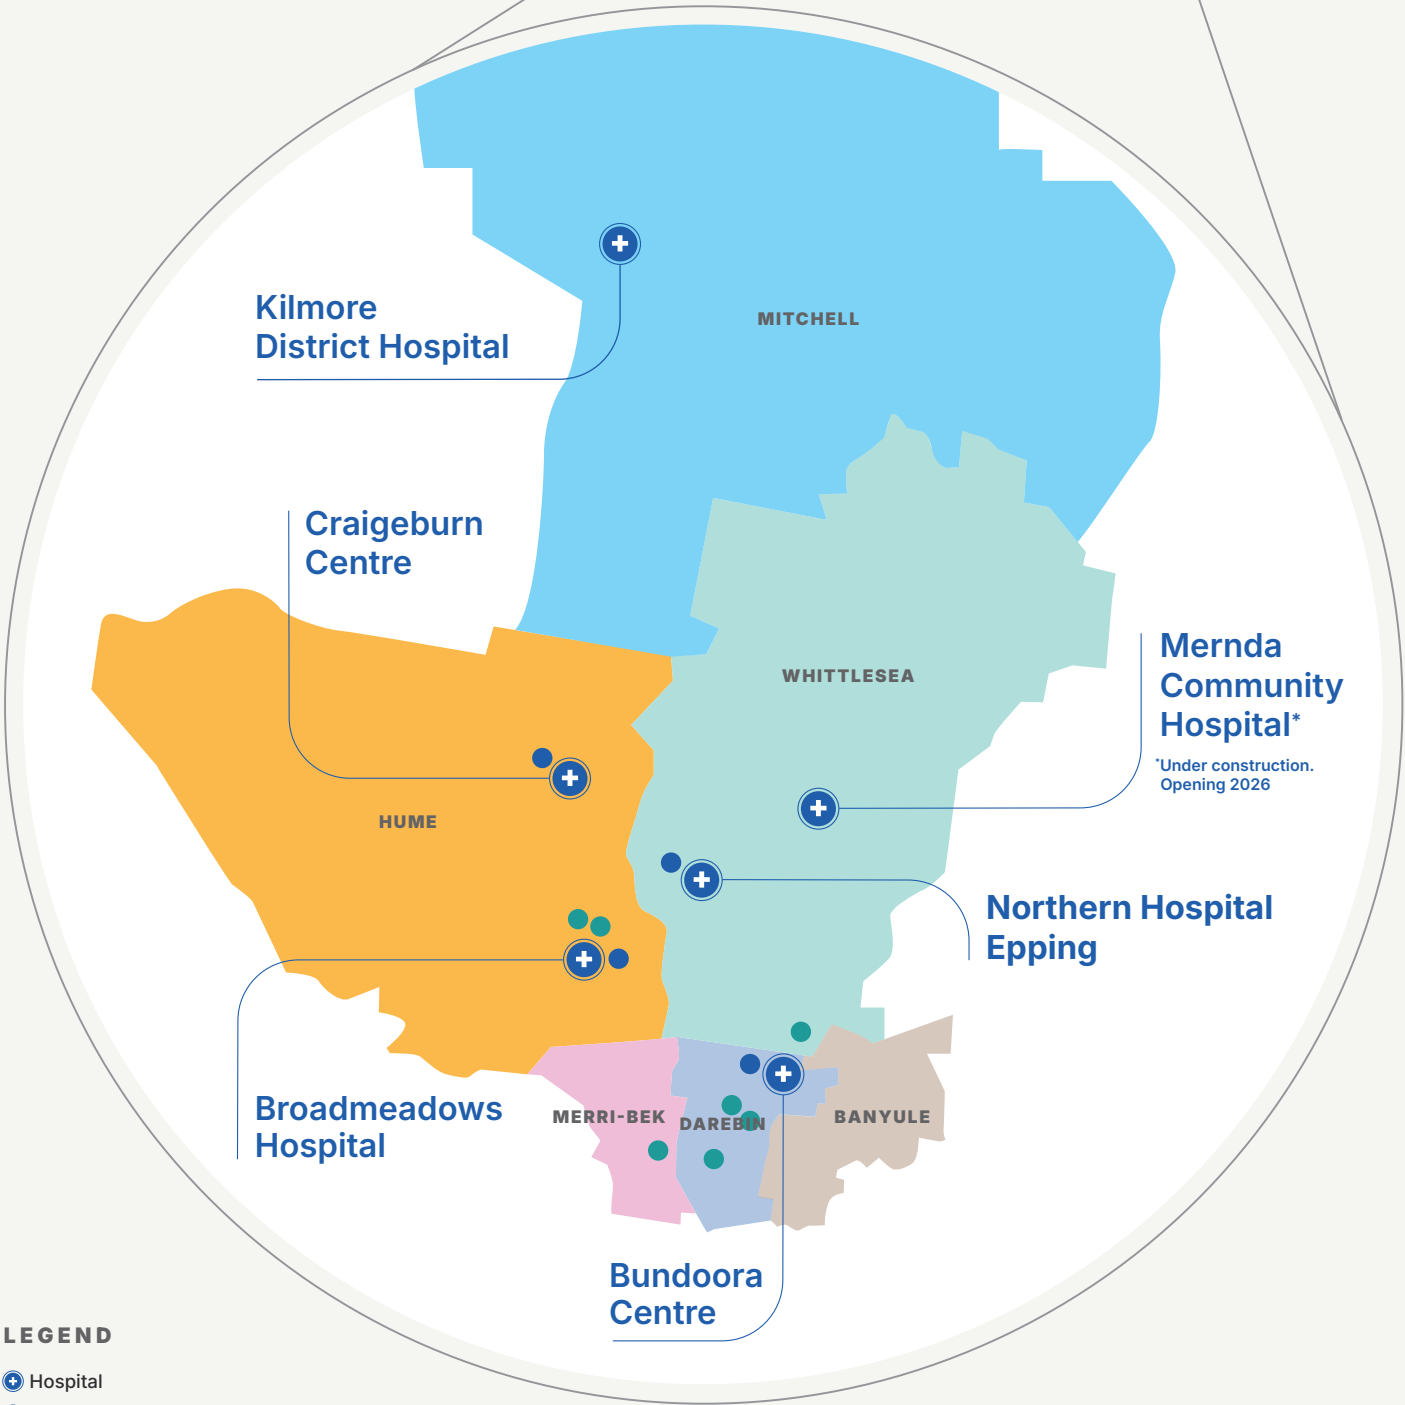 Kilmore
District Hospital
MITCHELL
Craigeburn
Centre
WHITTLESEA
Mernda
Community
Hospital*
*Under construction.
Opening 2026
HUME
Northern Hospital
Epping
Broadmeadows
Hospital
MERRI-BEK
DAREBIN
BANYULE
Bundoora
Centre
LEGEND
Hospital